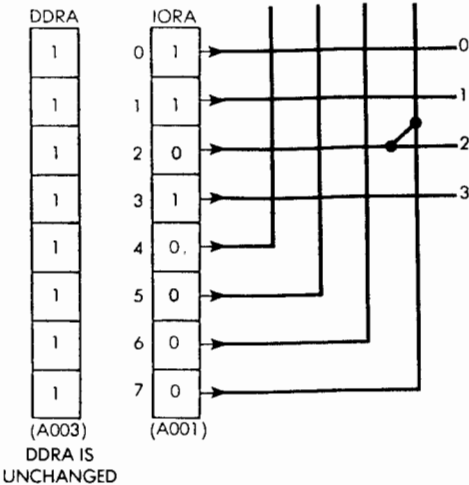 DDRA IORA
1 0 1 0
1 1 1 1
1 2 0 2
1 3 1 3
1 4 0
1 5 0
1 6 0
1 7 0
(A003) (A001)
DDRA IS
UNCHANGED